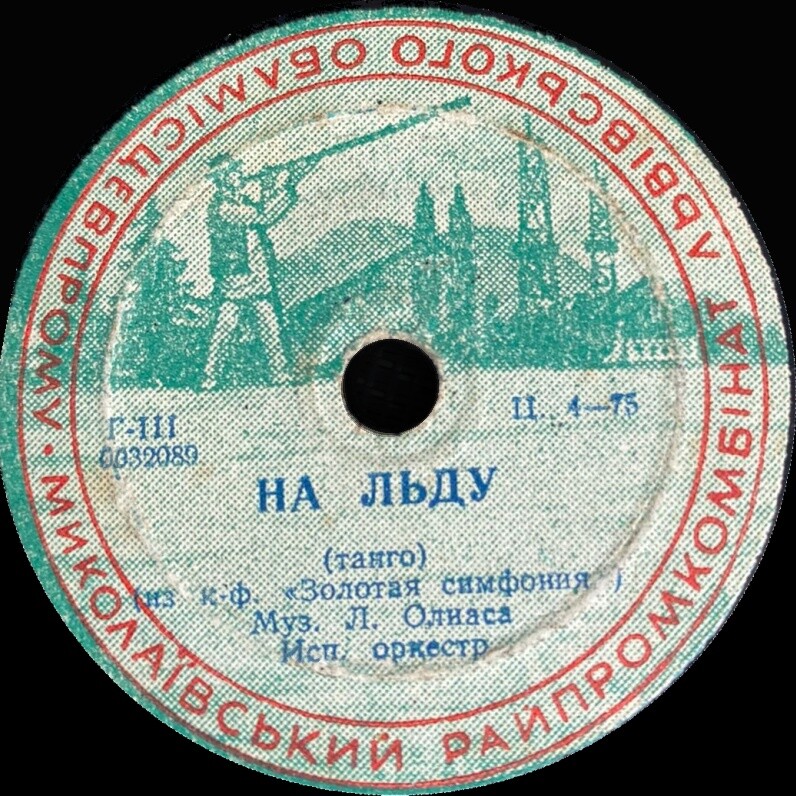 МИКОЛАЇВСЬКИЙ РАЙПРОМКОМБІНАТ ЛЬВІВСЬКОГО ОБЛМІСЦЕВПРОМУ •
Г-III
0032089
Ц. 4—75
НА ЛЬДУ
(танго)
(из к-ф. «Золотая симфония»)
Муз. Л. Олиаса
Исп. оркестр